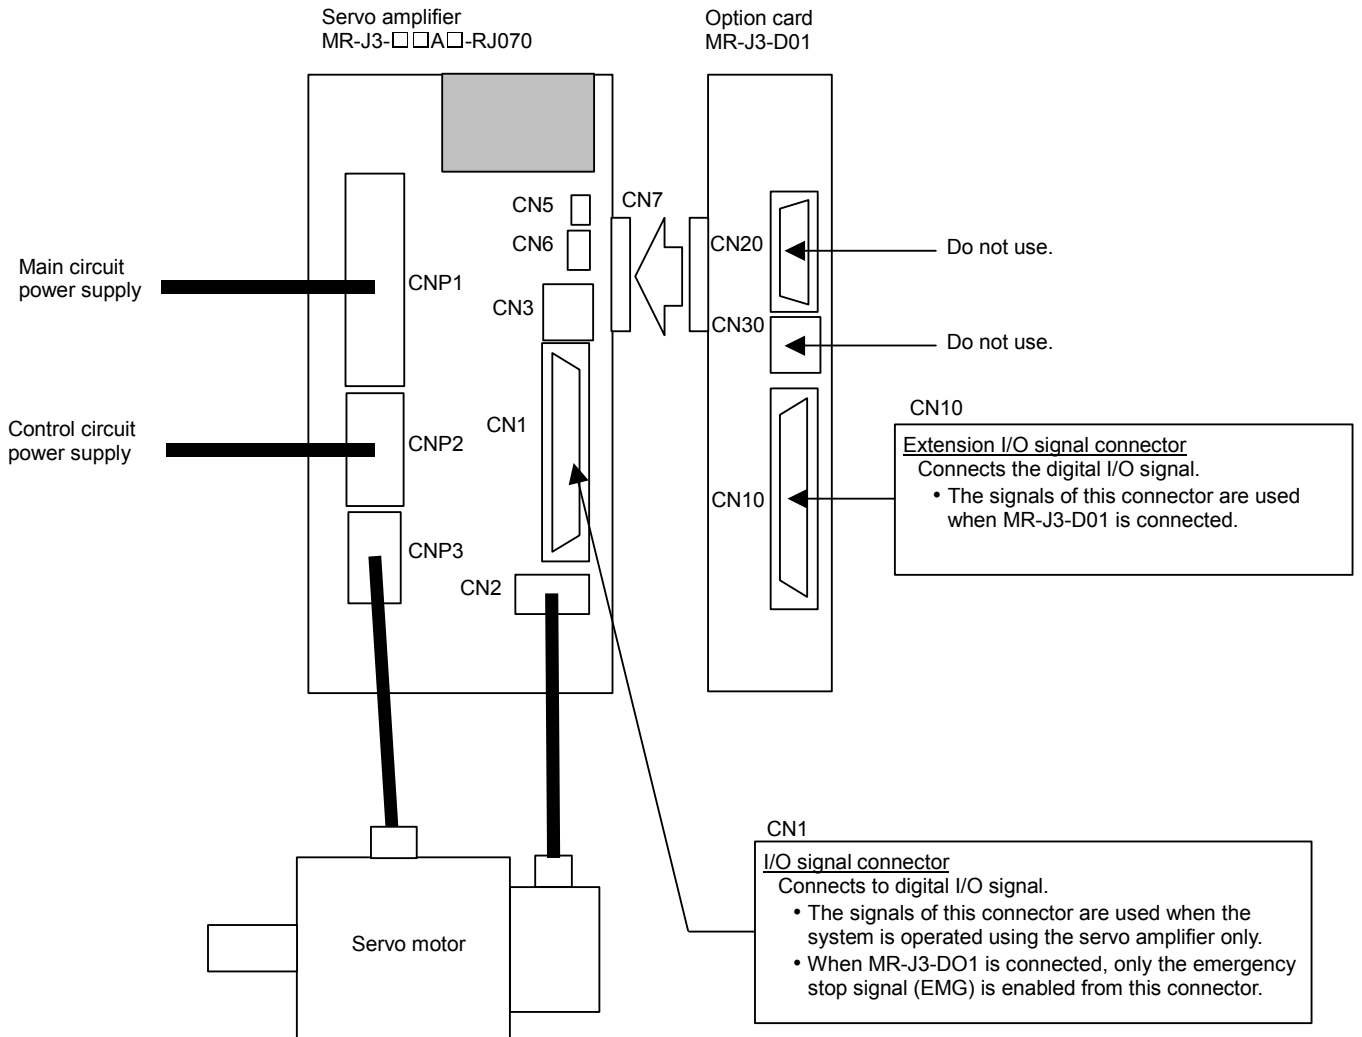 Servo amplifier
MR-J3-□□A□-RJ070
Option card
MR-J3-D01
CN5
CN7
CN6
CN20
Do not use.
Main circuit
power supply
CNP1
CN3
CN30
Do not use.
CN10
Control circuit
power supply
CNP2
CN1
Extension I/O signal connector
Connects the digital I/O signal.
• The signals of this connector are used
when MR-J3-D01 is connected.
CN10
CNP3
CN2
CN1
I/O signal connector
Connects to digital I/O signal.
• The signals of this connector are used when the
system is operated using the servo amplifier only.
• When MR-J3-DO1 is connected, only the emergency
stop signal (EMG) is enabled from this connector.
Servo motor